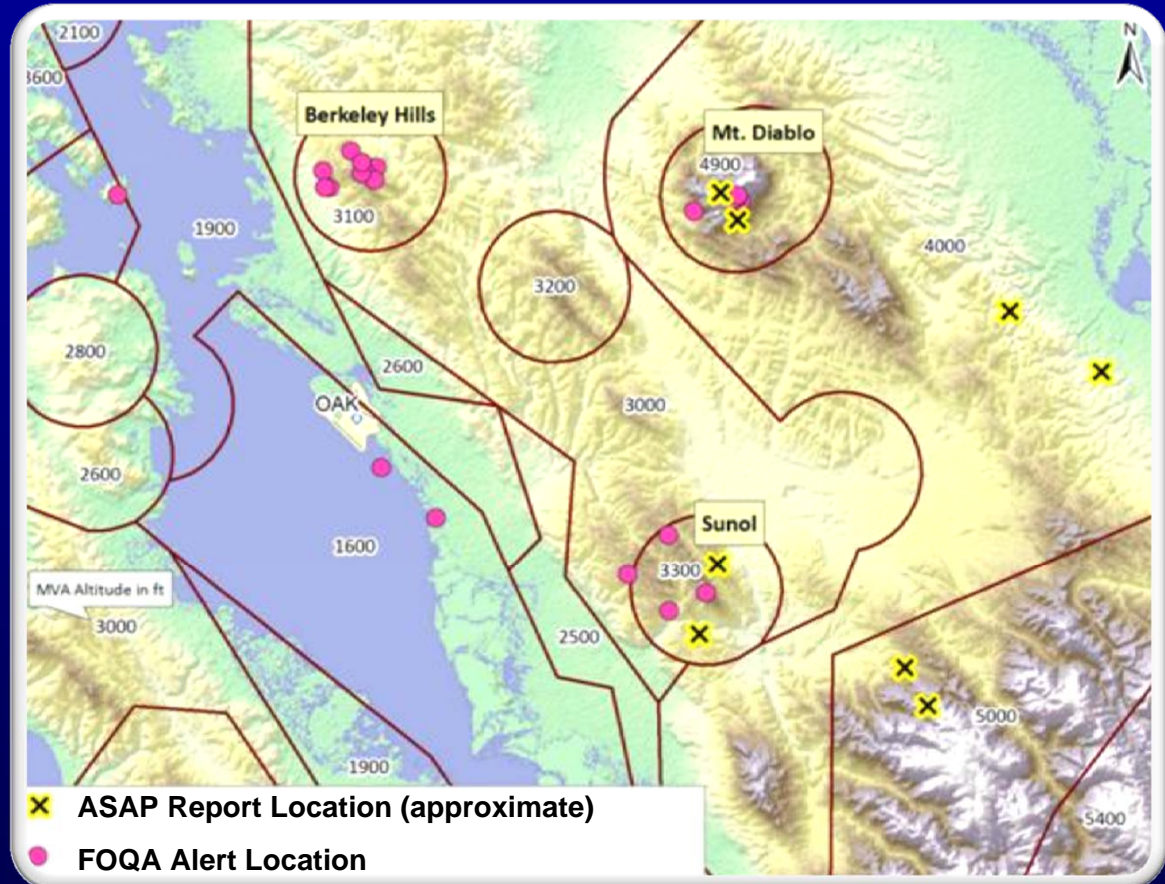 2100
3600
N
Berkeley Hills
Mt. Diablo
4900
3100
1900
4000
3200
2800
2600
OAK
3000
2600
Sunol
1600
3300
MVA Altitude in ft
3000
2500
5000
1900
5400
ASAP Report Location (approximate)
FOQA Alert Location